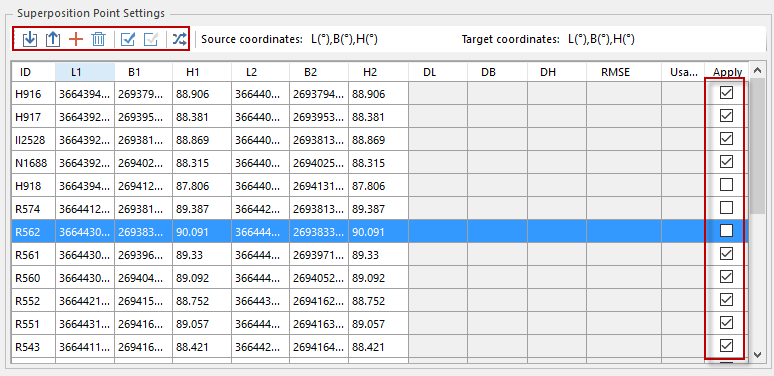 Superposition Point Settings
Source coordinates: L(°),B(°),H(°) Target coordinates: L(°),B(°),H(°)
ID L1 B1 H1 L2 B2 H2 DL DB DH RMSE Usa... Apply
H916 3664394... 269379... 88.906 366440... 2693794... 88.906
H917 3664392... 269395... 88.381 366440... 2693953... 88.381
II2528 3664392... 269381... 88.869 366440... 2693813... 88.869
N1688 3664392... 269402... 88.315 366440... 2694025... 88.315
H918 3664394... 269412... 87.806 366440... 2694131... 87.806
R574 3664412... 269381... 89.387 366442... 2693813... 89.387
R562 3664430... 269383... 90.091 366444... 2693833... 90.091
R561 3664430... 269396... 89.33 366444... 2693971... 89.33
R560 3664430... 269404... 89.092 366444... 2694052... 89.092
R552 3664421... 269415... 88.752 366444... 2694162... 88.752
R551 3664431... 269416... 89.057 366444... 2694163... 89.057
R543 3664411... 269416... 88.421 366442... 2694164... 88.421